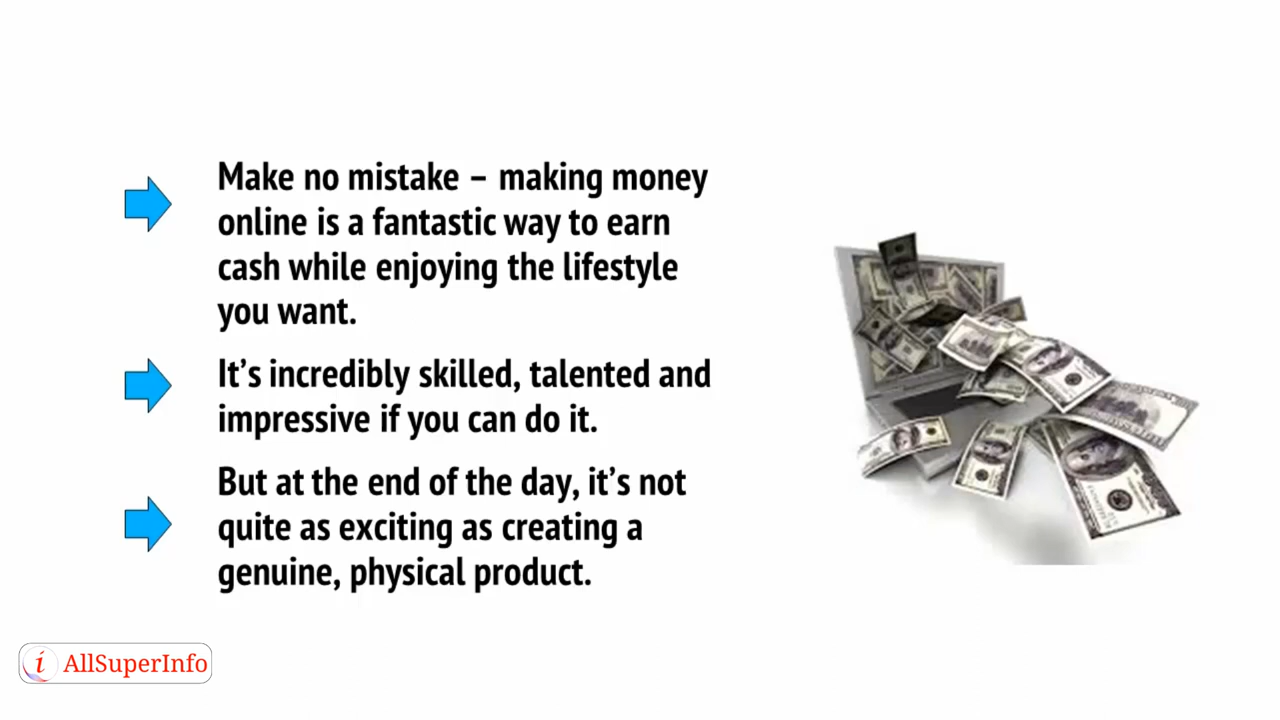 Make no mistake – making money
online is a fantastic way to earn
cash while enjoying the lifestyle
you want.
It’s incredibly skilled, talented and
impressive if you can do it.
But at the end of the day, it’s not
quite as exciting as creating a
genuine, physical product.
i AllSuperInfo